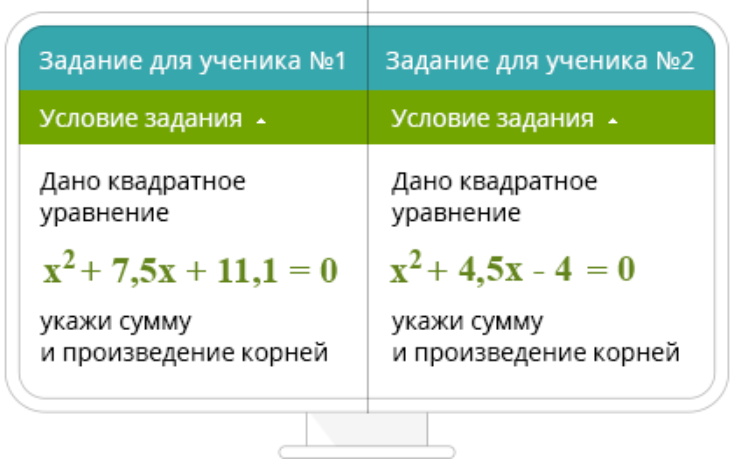 Задание для ученика №1
Условие задания
Дано квадратное
уравнение
x² + 7,5x + 11,1 = 0
укажи сумму
и произведение корней
Задание для ученика №2
Условие задания
Дано квадратное
уравнение
x² + 4,5x - 4 = 0
укажи сумму
и произведение корней